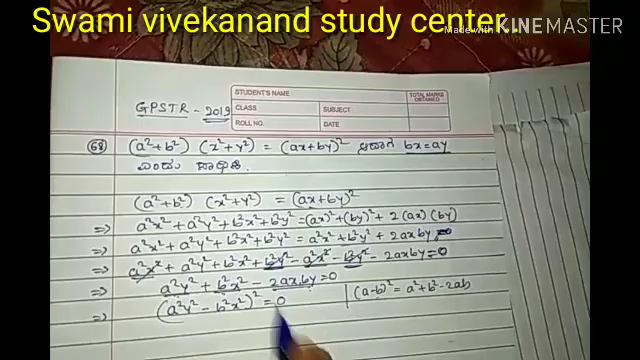 Swami vivekanand study center..
Made with KINEMASTER
STUDENT'S NAME
TOTAL MARKS OBTAINED
CLASS
SUBJECT
ROLL NO.
DATE
GPSTR - 2019
68 (a²+b²) (x²+y²) = (ax+by)² ಆದಾಗ bx=ay
ಎಂದು ಸಾಧಿಸಿ.
(a²+b²) (x²+y²) = (ax+by)²
⇒ a²x² + a²y² + b²x² + b²y² = (ax)² + (by)² + 2(ax)(by)
⇒ a²x² + a²y² + b²x² + b²y² = a²x² + b²y² + 2axby
⇒ a²x² + a²y² + b²x² + b²y² - a²x² - b²y² - 2axby = 0
⇒ a²y² + b²x² - 2axby = 0
⇒ (a²y² - b²x²)² = 0
(a-b)² = a²+b²-2ab